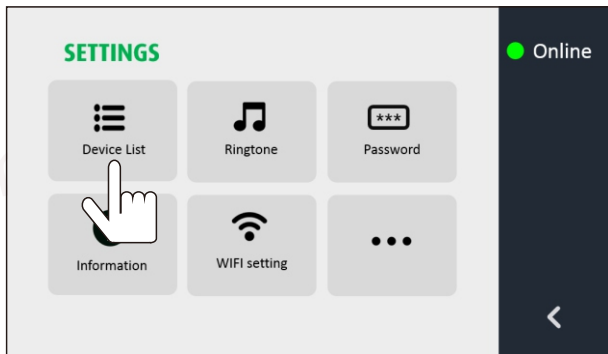 SETTINGS
Online
Device List
Ringtone
Password
***
Information
WIFI setting